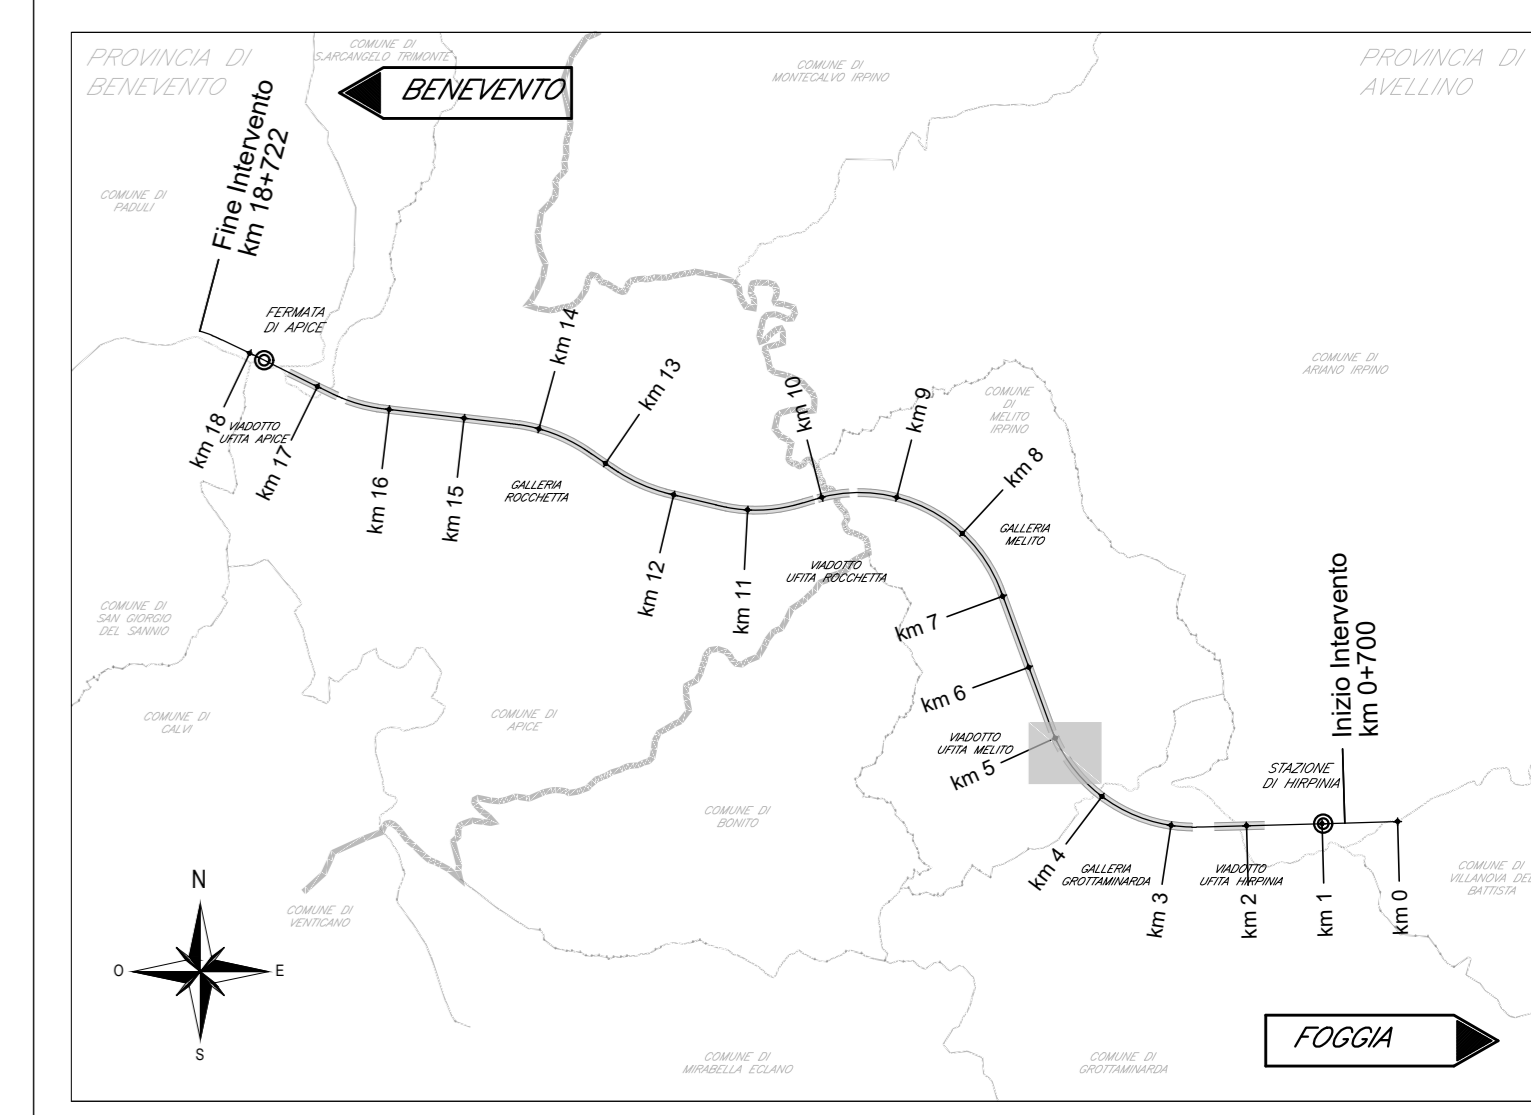 PROVINCIA DI
BENEVENTO
COMUNE DI
S.ARCANGELO TRIMONTE
BENEVENTO
COMUNE DI
MONTECALVO IRPINO
PROVINCIA DI
AVELLINO
Fine Intervento
km 18+722
COMUNE DI
PADULI
FERMATA
DI APICE
km 14
km 13
km 10
km 9
COMUNE DI
ARIANO IRPINO
COMUNE
DI
MELITO
IRPINO
km 18
VIADOTTO
UFITA APICE
km 17
km 16
km 15
GALLERIA
ROCCHETTA
km 8
GALLERIA
MELITO
km 12
km 11
VIADOTTO
UFITA ROCCHETTA
km 7
COMUNE DI
SAN GIORGIO
DEL SANNIO
Inizio Intervento
km 0+700
km 6
COMUNE DI
CALVI
COMUNE DI
APICE
VIADOTTO
UFITA MELITO
km 5
STAZIONE
DI HIRPINIA
COMUNE DI
BONITO
km 4
GALLERIA
GROTTAMINARDA
km 3
VIADOTTO
UFITA HIRPINIA
km 2
km 1
km 0
COMUNE DI
VILLANOVA DEL
BATTISTA
COMUNE DI
VENTICANO
N
O
E
S
FOGGIA
COMUNE DI
MIRABELLA ECLANO
COMUNE DI
GROTTAMINARDA